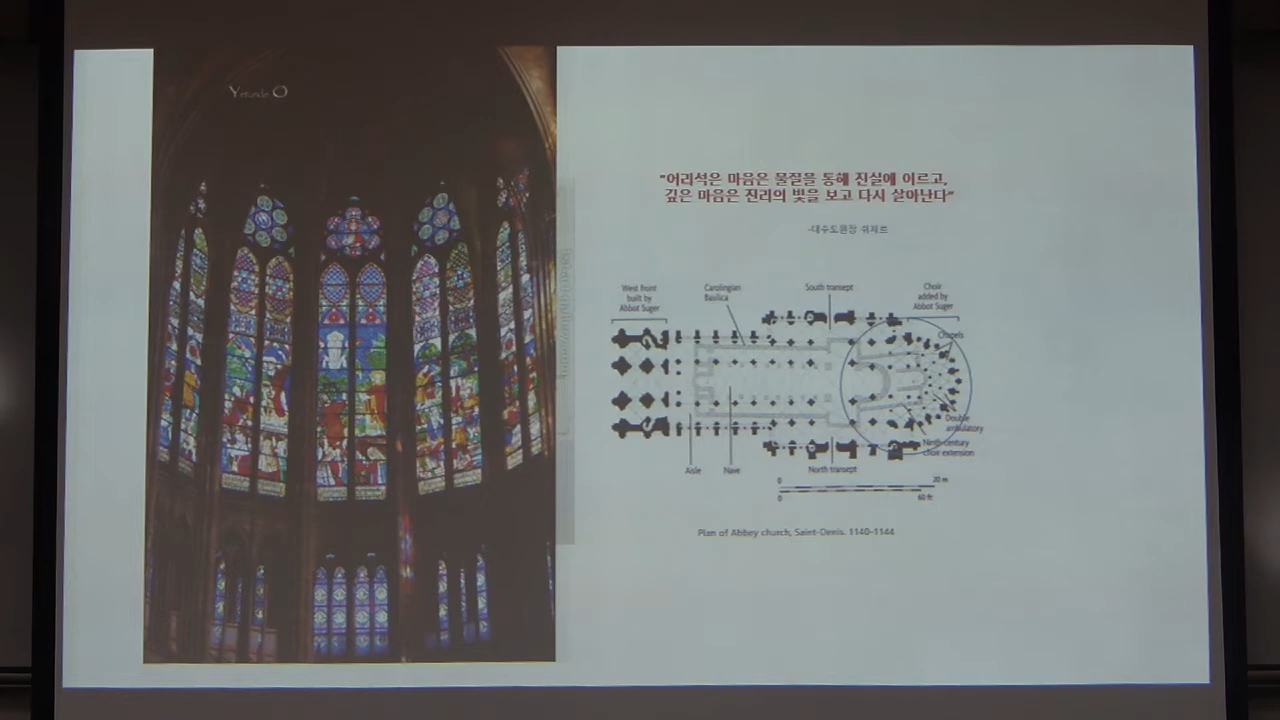 "어리석은 마음은 물질을 통해 진실에 이르고,
깊은 마음은 진리의 빛을 보고 다시 살아난다"
-대수도원장 쉬제르
West front
built by
Abbot Suger
Carolingian
Basilica
South transept
Choir
added by
Abbot Suger
Chapels
Double
ambulatory
Ninth-century
choir extension
Aisle
Nave
North transept
0
20 m
0
60 ft
Plan of Abbey church, Saint-Denis. 1140-1144